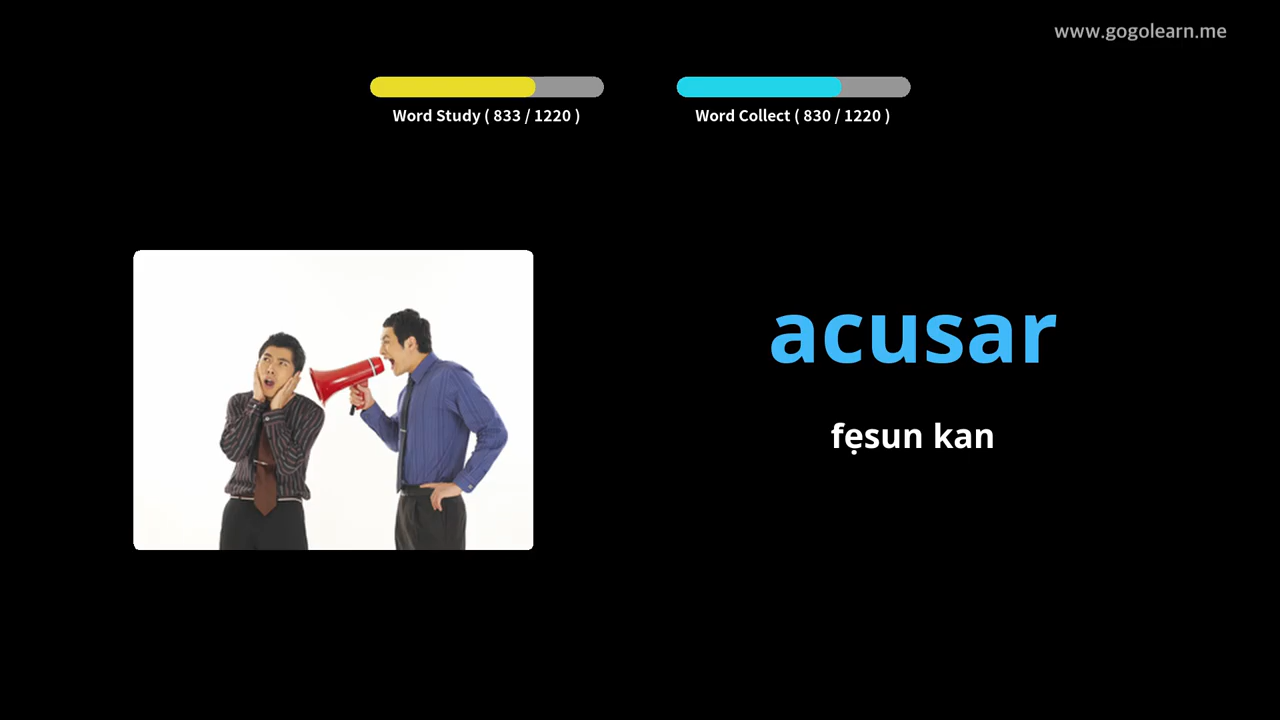 www.gogolearn.me
Word Study ( 833 / 1220 )
Word Collect ( 830 / 1220 )
acusar
fẹsun kan